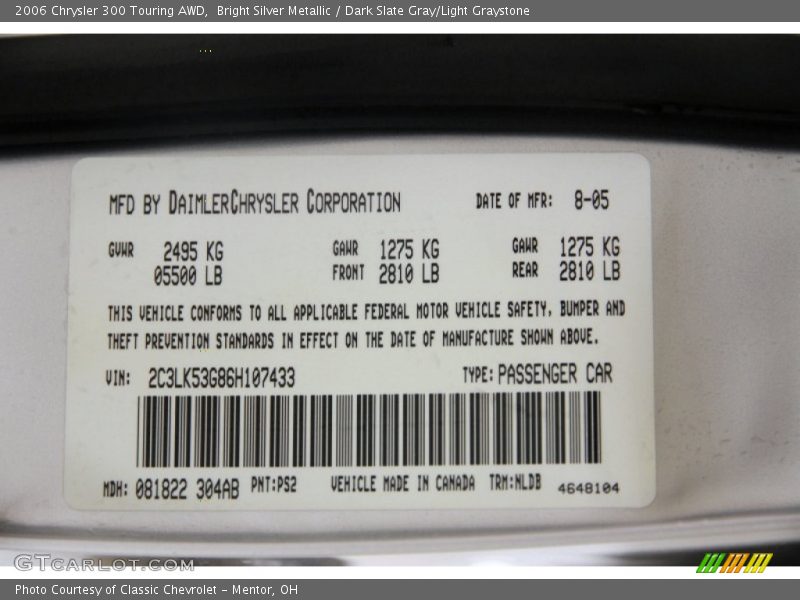 2006 Chrysler 300 Touring AWD,  Bright Silver Metallic / Dark Slate Gray/Light Graystone
MFD BY DAIMLERCHRYSLER CORPORATION DATE OF MFR: 8-05
GVWR 2495 KG GAWR 1275 KG GAWR 1275 KG
05500 LB FRONT 2810 LB REAR 2810 LB
THIS VEHICLE CONFORMS TO ALL APPLICABLE FEDERAL MOTOR VEHICLE SAFETY, BUMPER AND
THEFT PREVENTION STANDARDS IN EFFECT ON THE DATE OF MANUFACTURE SHOWN ABOVE.
VIN: 2C3LK53G86H107433 TYPE: PASSENGER CAR
MDH: 081822 304AB PNT:PS2 VEHICLE MADE IN CANADA TRM:NLDB 4648104
GTCARLOT.COM
Photo Courtesy of Classic Chevrolet - Mentor, OH